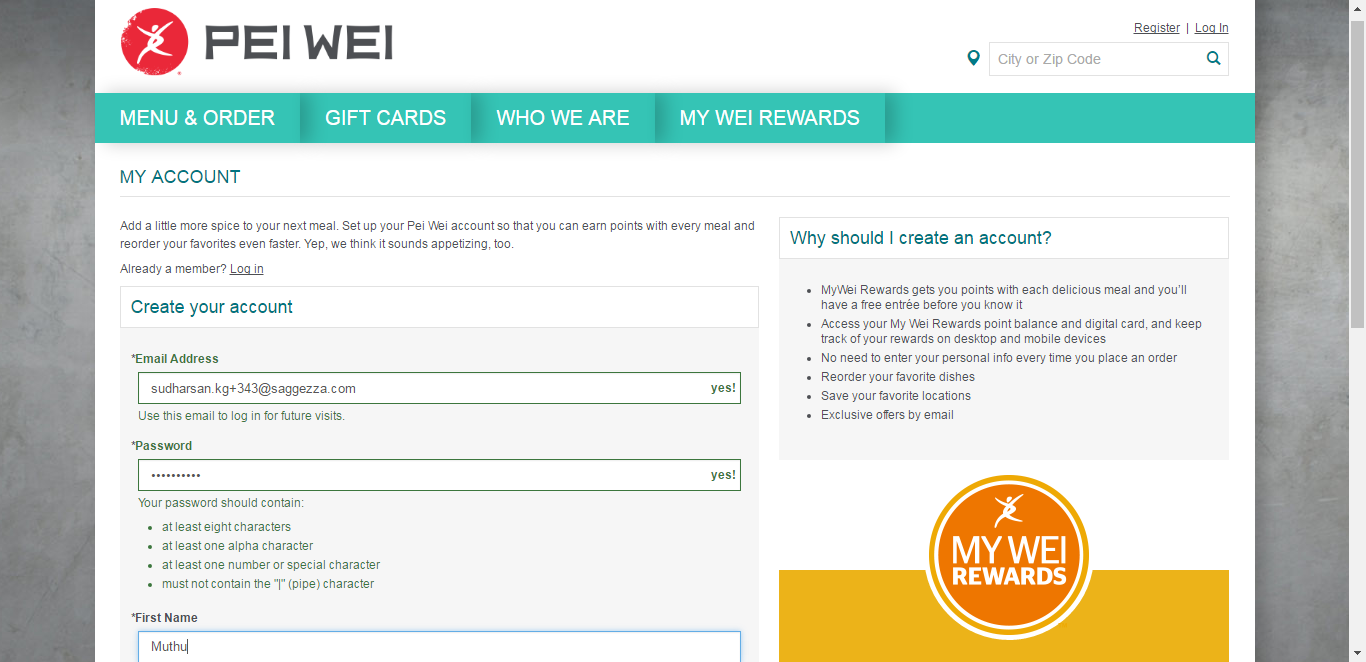 PEI WEI
Register | Log In
City or Zip Code
MENU & ORDER
GIFT CARDS
WHO WE ARE
MY WEI REWARDS
MY ACCOUNT
Add a little more spice to your next meal. Set up your Pei Wei account so that you can earn points with every meal and
reorder your favorites even faster. Yep, we think it sounds appetizing, too.
Already a member? Log in
Create your account
*Email Address
sudharsan.kg+343@saggezza.com
yes!
Use this email to log in for future visits.
*Password
••••••••••
yes!
Your password should contain:
• at least eight characters
• at least one alpha character
• at least one number or special character
• must not contain the "|" (pipe) character
*First Name
Muthu
Why should I create an account?
• MyWei Rewards gets you points with each delicious meal and you'll
have a free entrée before you know it
• Access your My Wei Rewards point balance and digital card, and keep
track of your rewards on desktop and mobile devices
• No need to enter your personal info every time you place an order
• Reorder your favorite dishes
• Save your favorite locations
• Exclusive offers by email
MY WEI
REWARDS